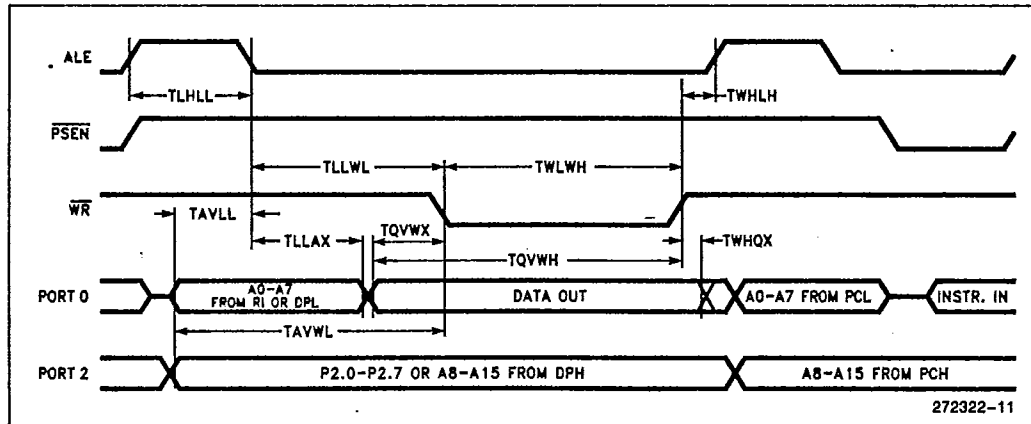 ALE
TLHLL
TWHLH
PSEN
TLLWL
TWLWH
WR
TAVLL
TQVWX
TLLAX
TWHQX
TQVWH
PORT 0
A0-A7
FROM RI OR DPL
DATA OUT
A0-A7 FROM PCL
INSTR. IN
TAVWL
PORT 2
P2.0-P2.7 OR A8-A15 FROM DPH
A8-A15 FROM PCH
272322-11